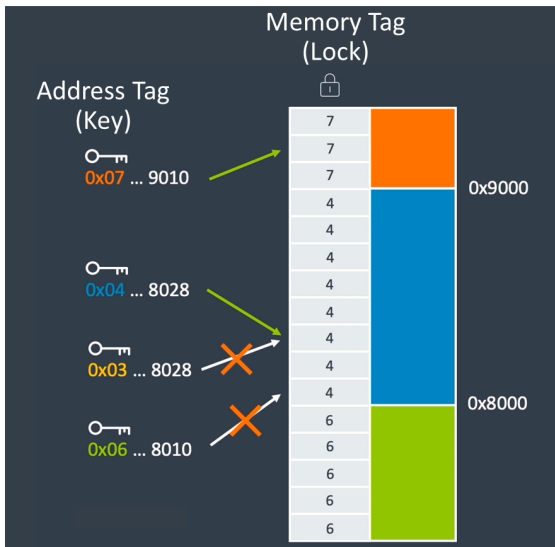 Memory Tag
(Lock)
Address Tag
(Key)
0x07 ... 9010
0x04 ... 8028
0x03 ... 8028
0x06 ... 8010
7
7
7
4
4
4
4
4
4
4
4
6
6
6
6
6
0x9000
0x8000